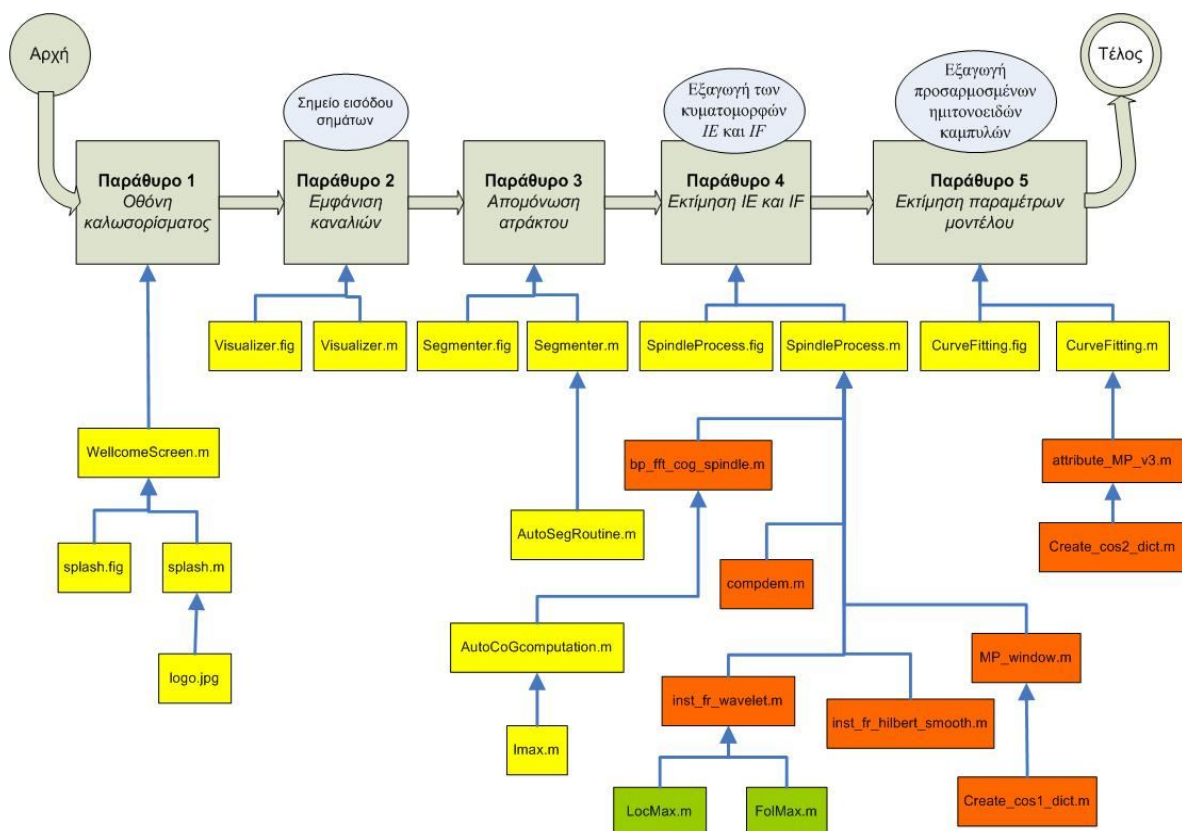 Αρχή
Τέλος
Σημείο εισόδου
σημάτων
Εξαγωγή των
κυματομορφών
IE και IF
Εξαγωγή
προσαρμοσμένων
ημιτονοειδών
καμπυλών
Παράθυρο 1
Οθόνη
καλωσορίσματος
Παράθυρο 2
Εμφάνιση
καναλιών
Παράθυρο 3
Απομόνωση
ατράκτου
Παράθυρο 4
Εκτίμηση IE και IF
Παράθυρο 5
Εκτίμηση παραμέτρων
μοντέλου
Visualizer.fig
Visualizer.m
Segmenter.fig
Segmenter.m
SpindleProcess.fig
SpindleProcess.m
CurveFitting.fig
CurveFitting.m
WellcomeScreen.m
bp_fft_cog_spindle.m
attribute_MP_v3.m
splash.fig
splash.m
AutoSegRoutine.m
Create_cos2_dict.m
compdem.m
logo.jpg
AutoCoGcomputation.m
MP_window.m
inst_fr_wavelet.m
inst_fr_hilbert_smooth.m
lmax.m
LocMax.m
FolMax.m
Create_cos1_dict.m